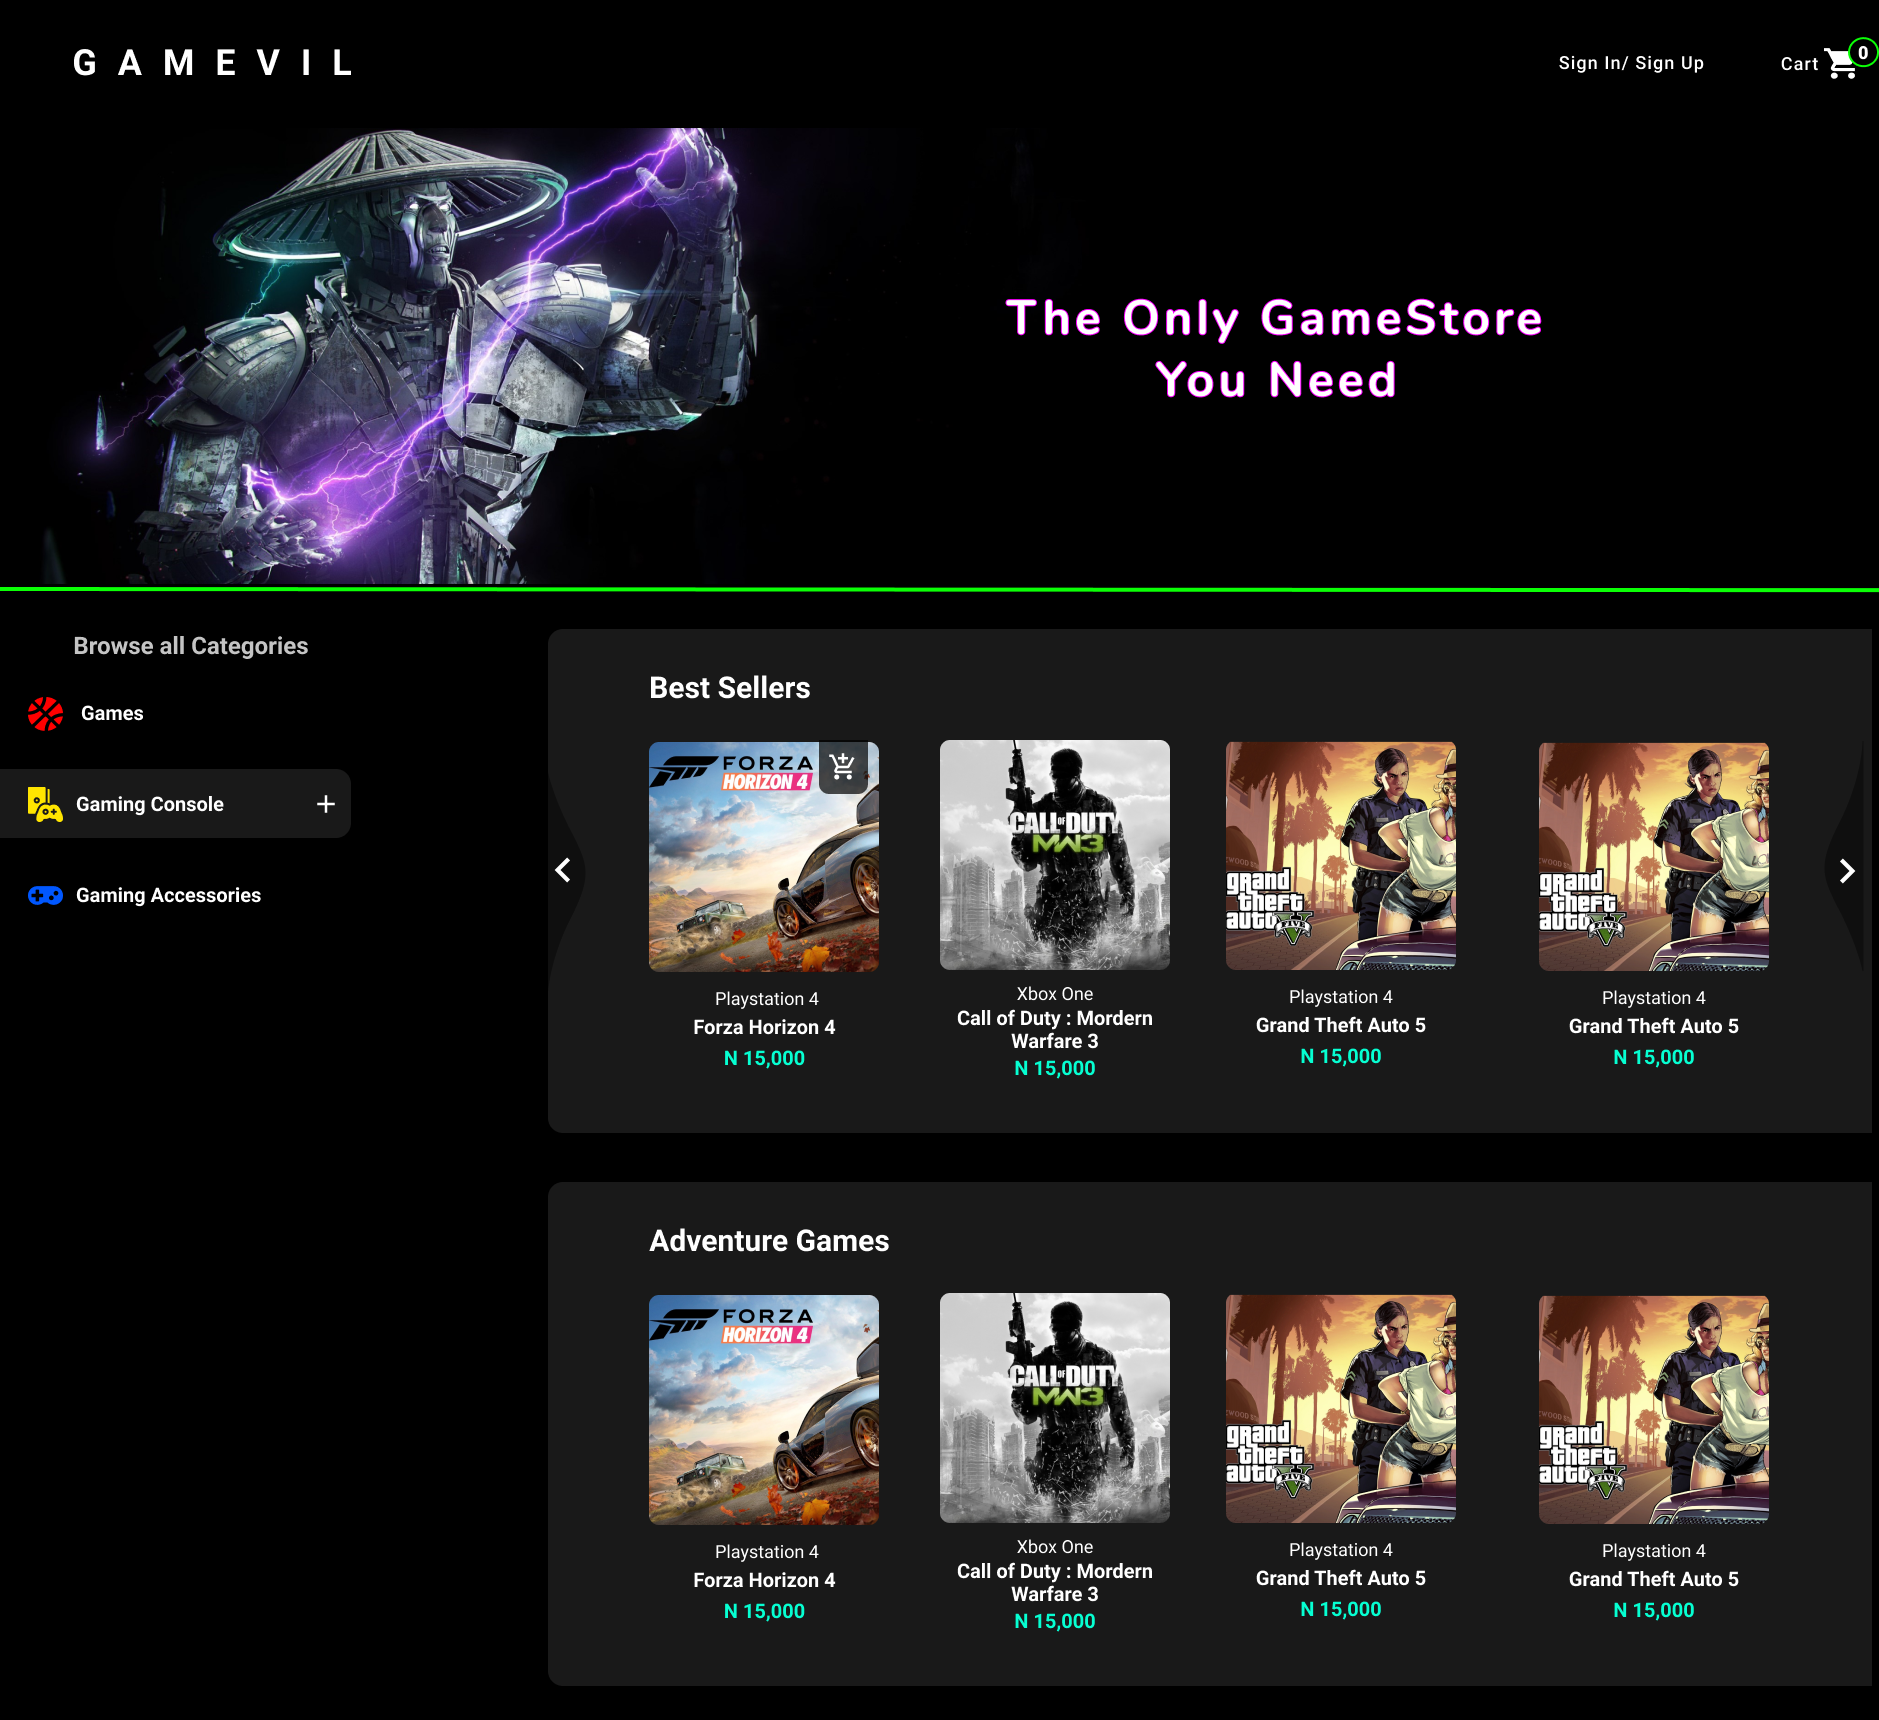 GAMEVIL
Sign In/ Sign Up
Cart
0
The Only GameStore
You Need
Browse all Categories
Games
Gaming Console
Gaming Accessories
Best Sellers
FORZA
HORIZON 4
CALL OF DUTY
MW3
grand
theft
auto
FIVE
grand
theft
auto
FIVE
Playstation 4
Forza Horizon 4
N 15,000
Xbox One
Call of Duty : Mordern
Warfare 3
N 15,000
Playstation 4
Grand Theft Auto 5
N 15,000
Playstation 4
Grand Theft Auto 5
N 15,000
Adventure Games
FORZA
HORIZON 4
CALL OF DUTY
MW3
grand
theft
auto
FIVE
grand
theft
auto
FIVE
Playstation 4
Forza Horizon 4
N 15,000
Xbox One
Call of Duty : Mordern
Warfare 3
N 15,000
Playstation 4
Grand Theft Auto 5
N 15,000
Playstation 4
Grand Theft Auto 5
N 15,000